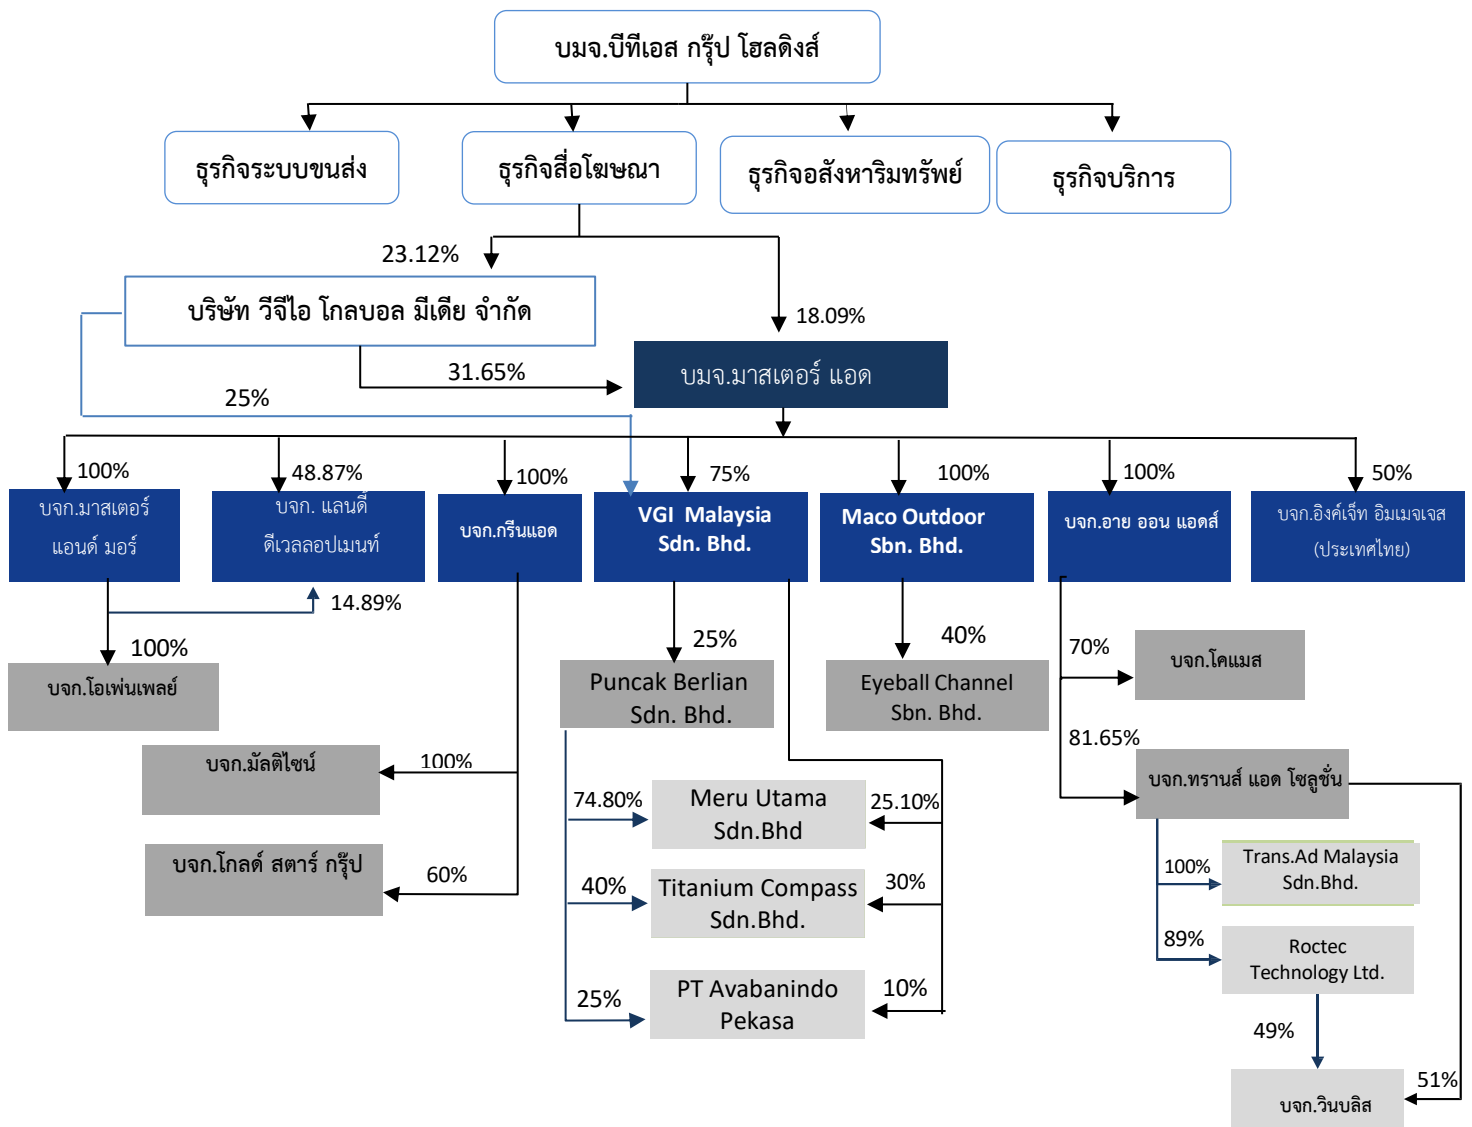 บมจ.บีทีเอส กรุ๊ป โฮลดิงส์
ธุรกิจระบบขนส่ง
ธุรกิจสื่อโฆษณา
ธุรกิจอสังหาริมทรัพย์
ธุรกิจบริการ
23.12%
บริษัท วีจีไอ โกลบอล มีเดีย จำกัด
18.09%
31.65%
บมจ.มาสเตอร์ แอด
25%
100%
48.87%
100%
75%
100%
100%
50%
บจก.มาสเตอร์
แอนด์ มอร์
บจก. แลนดี้
ดีเวลลอปเมนท์
บจก.กรีนแอด
VGI Malaysia
Sdn. Bhd.
Maco Outdoor
Sbn. Bhd.
บจก.อาย ออน แอดส์
บจก.อิงค์เจ็ท อิมเมจเจส
(ประเทศไทย)
14.89%
100%
25%
40%
70%
บจก.โอเพ่นเพลย์
Puncak Berlian
Sdn. Bhd.
Eyeball Channel
Sbn. Bhd.
บจก.โคแมส
81.65%
บจก.มัลติไซน์
100%
บจก.ทรานส์ แอด โซลูชั่น
74.80%
Meru Utama
Sdn.Bhd
25.10%
บจก.โกลด์ สตาร์ กรุ๊ป
60%
40%
Titanium Compass
Sdn.Bhd.
30%
100%
Trans.Ad Malaysia
Sdn.Bhd.
89%
Roctec
Technology Ltd.
25%
PT Avabanindo
Pekasa
10%
49%
51%
บจก.วินบลิส